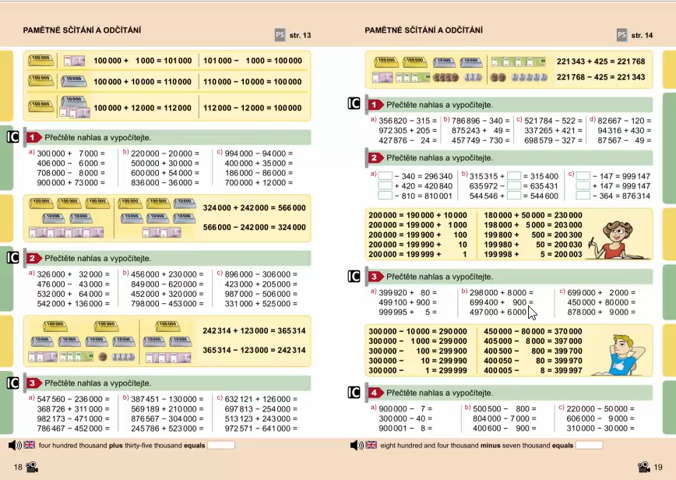 PAMĚTNÉ SČÍTÁNÍ A ODČÍTÁNÍ
PS str. 13
100 000 + 1 000 = 101 000 101 000 − 1 000 = 100 000
100 000 + 10 000 = 110 000 110 000 − 10 000 = 100 000
100 000 + 12 000 = 112 000 112 000 − 12 000 = 100 000
1 Přečtěte nahlas a vypočítejte.
a) 300 000 + 7 000 = b) 220 000 − 20 000 = c) 994 000 − 94 000 =
406 000 − 6 000 = 500 000 + 30 000 = 400 000 + 35 000 =
708 000 − 8 000 = 600 000 + 54 000 = 186 000 − 86 000 =
900 000 + 73 000 = 836 000 − 36 000 = 700 000 + 12 000 =
324 000 + 242 000 = 566 000
566 000 − 242 000 = 324 000
2 Přečtěte nahlas a vypočítejte.
a) 326 000 + 32 000 = b) 456 000 + 230 000 = c) 896 000 − 306 000 =
476 000 − 43 000 = 849 000 − 620 000 = 423 000 + 205 000 =
532 000 + 64 000 = 452 000 + 320 000 = 987 000 − 506 000 =
542 000 + 136 000 = 798 000 − 453 000 = 331 000 + 525 000 =
242 314 + 123 000 = 365 314
365 314 − 123 000 = 242 314
3 Přečtěte nahlas a vypočítejte.
a) 547 560 − 236 000 = b) 387 451 − 130 000 = c) 632 121 + 126 000 =
368 726 + 311 000 = 569 189 + 210 000 = 697 813 − 254 000 =
982 173 − 471 000 = 876 567 − 304 000 = 513 123 + 243 000 =
786 467 − 452 000 = 245 786 + 523 000 = 972 571 − 641 000 =
four hundred thousand plus thirty-five thousand equals
18
PAMĚTNÉ SČÍTÁNÍ A ODČÍTÁNÍ
PS str. 14
221 343 + 425 = 221 768
221 768 − 425 = 221 343
1 Přečtěte nahlas a vypočítejte.
a) 356 820 − 315 = b) 786 896 − 340 = c) 521 784 − 522 = d) 82 667 − 120 =
972 305 + 205 = 875 243 + 49 = 337 265 + 421 = 94 316 + 430 =
427 876 − 24 = 457 749 − 730 = 698 579 − 327 = 87 567 − 49 =
2 Přečtěte nahlas a vypočítejte.
a) − 340 = 296 340 b) 315 315 + = 315 400 c) − 147 = 999 147
+ 420 = 420 840 635 972 − = 635 431 + 147 = 999 147
− 810 = 810 001 544 546 + = 544 600 − 364 = 876 314
200 000 = 190 000 + 10 000 180 000 + 50 000 = 230 000
200 000 = 199 000 + 1 000 198 000 + 5 000 = 203 000
200 000 = 199 900 + 100 199 800 + 500 = 200 300
200 000 = 199 990 + 10 199 980 + 50 = 200 030
200 000 = 199 999 + 1 199 998 + 5 = 200 003
3 Přečtěte nahlas a vypočítejte.
a) 399 920 + 80 = b) 298 000 + 8 000 = c) 699 000 + 2 000 =
499 100 + 900 = 699 400 + 900 = 450 000 + 80 000 =
999 995 + 5 = 497 000 + 6 000 = 878 000 + 9 000 =
300 000 − 10 000 = 290 000 450 000 − 80 000 = 370 000
300 000 − 1 000 = 299 000 405 000 − 8 000 = 397 000
300 000 − 100 = 299 900 400 500 − 800 = 399 700
300 000 − 10 = 299 990 400 050 − 80 = 399 970
300 000 − 1 = 299 999 400 005 − 8 = 399 997
4 Přečtěte nahlas a vypočítejte.
a) 900 000 − 7 = b) 500 500 − 800 = c) 220 000 − 50 000 =
300 000 − 40 = 804 000 − 7 000 = 606 000 − 9 000 =
900 001 − 8 = 400 600 − 900 = 310 000 − 30 000 =
eight hundred and four thousand minus seven thousand equals
19